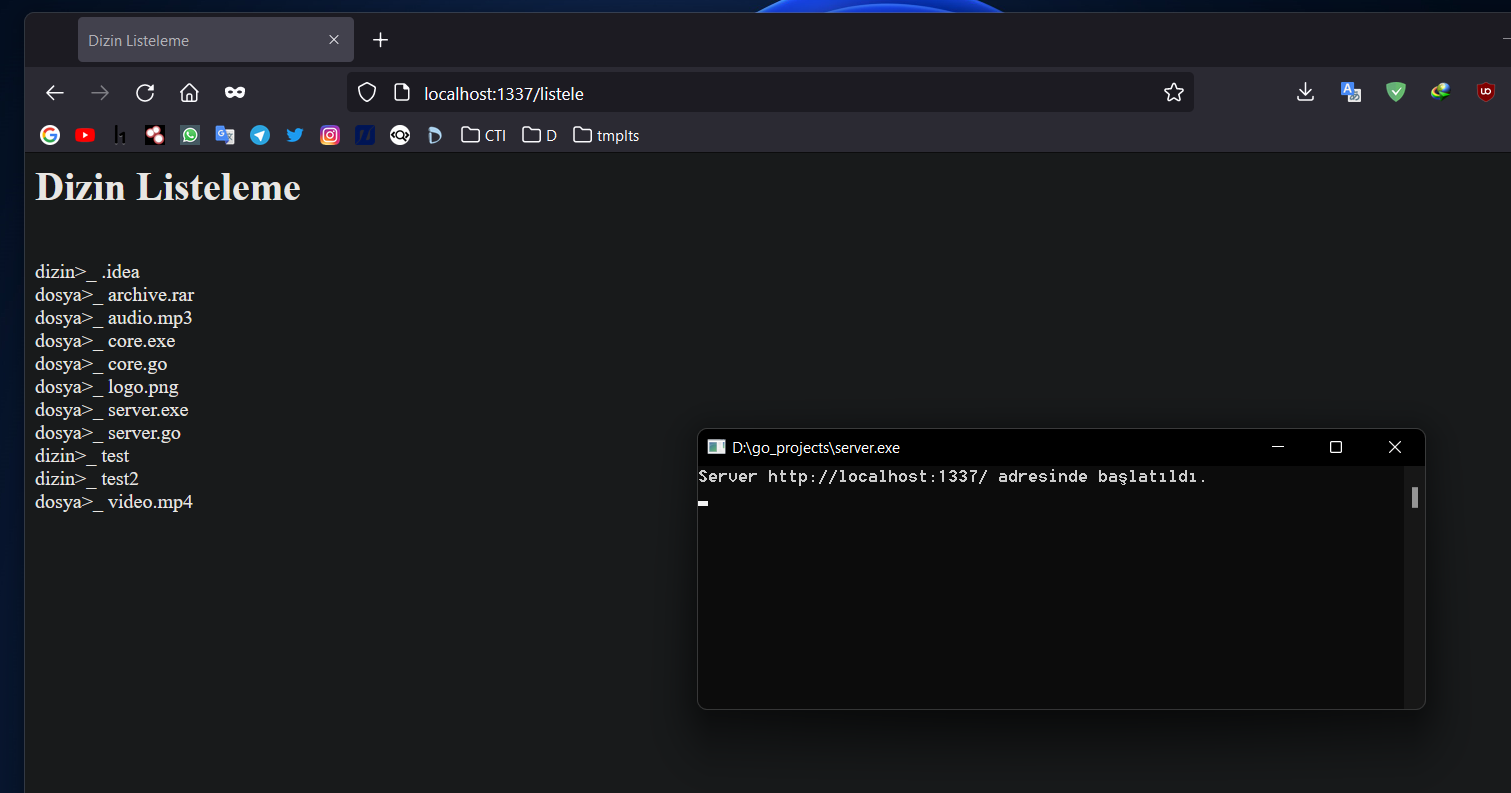 Dizin Listeleme
localhost:1337/listele
CTI D tmplts
Dizin Listeleme
dizin>_ .idea
dosya>_ archive.rar
dosya>_ audio.mp3
dosya>_ core.exe
dosya>_ core.go
dosya>_ logo.png
dosya>_ server.exe
dosya>_ server.go
dizin>_ test
dizin>_ test2
dosya>_ video.mp4
D:\go_projects\server.exe
Server http://localhost:1337/ adresinde başlatıldı.